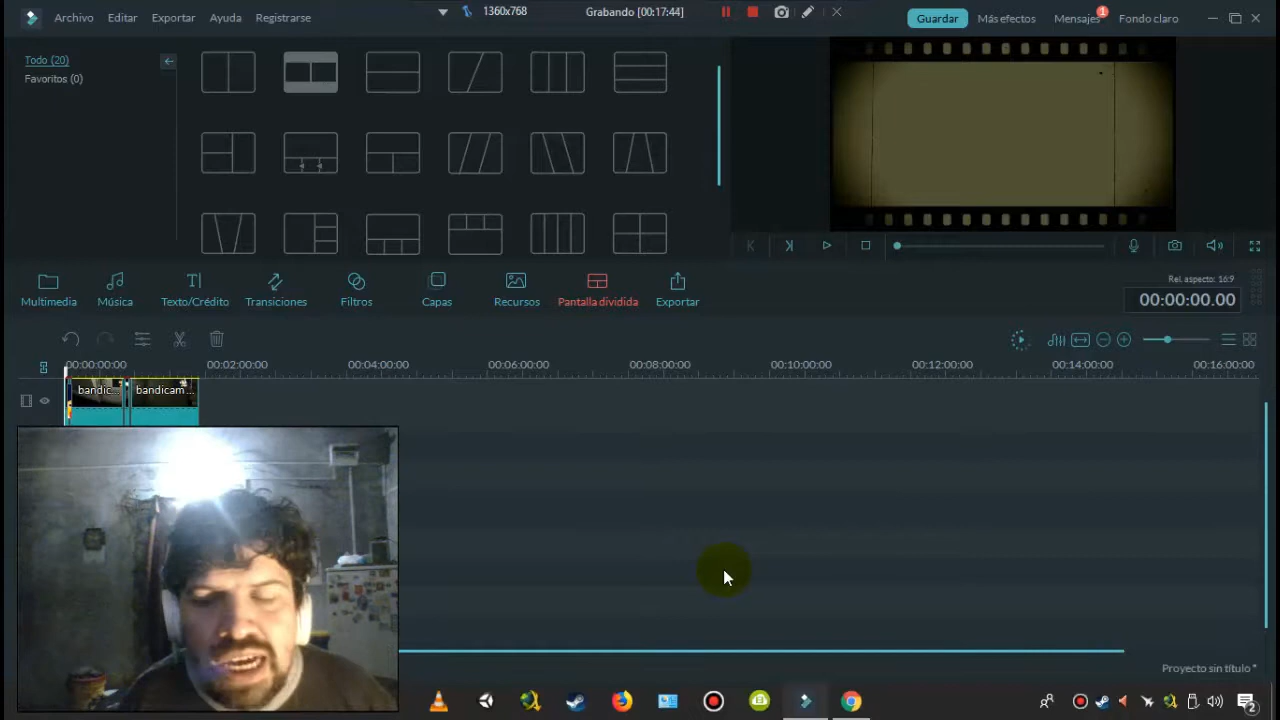 Archivo Editar Exportar Ayuda Registrarse
1360x768 Grabando [00:17:44]
Guardar Más efectos Mensajes 1 Fondo claro
Todo (20)
Favoritos (0)
Multimedia Música Texto/Crédito Transiciones Filtros Capas Recursos Pantalla dividida Exportar
Rel. aspecto: 16:9
00:00:00.00
00:00:00:00 00:02:00:00 00:04:00:00 00:06:00:00 00:08:00:00 00:10:00:00 00:12:00:00 00:14:00:00 00:16:00:00
bandic... bandicam...
Proyecto sin título *
2